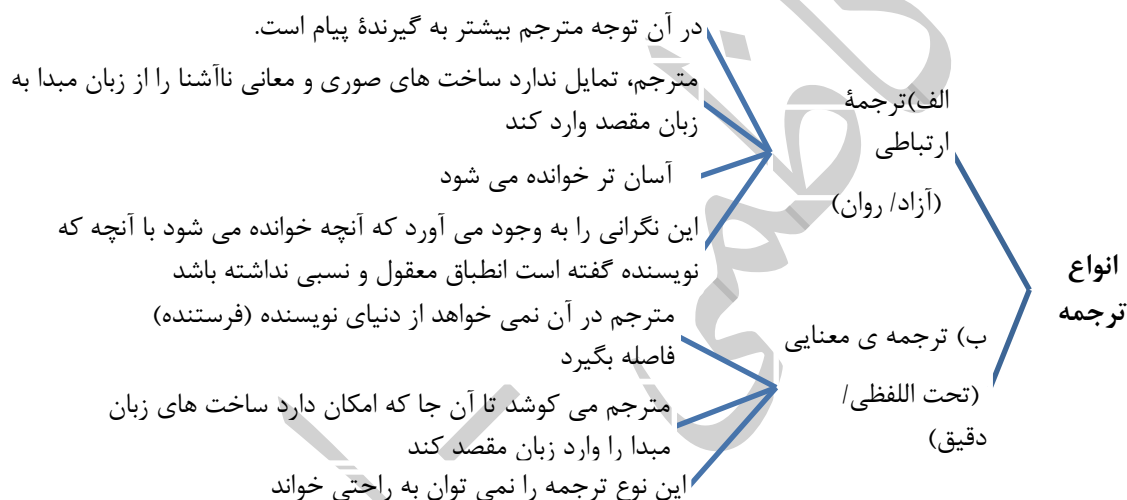 انواع
ترجمه
الف)ترجمۀ
ارتباطی
(آزاد/ روان)
در آن توجه مترجم بیشتر به گیرندۀ پیام است.
مترجم، تمایل ندارد ساخت های صوری و معانی ناآشنا را از زبان مبدا به
زبان مقصد وارد کند
آسان تر خوانده می شود
این نگرانی را به وجود می آورد که آنچه خوانده می شود با آنچه که
نویسنده گفته است انطباق معقول و نسبی نداشته باشد
ب) ترجمه ی معنایی
(تحت اللفظی/
دقیق)
مترجم در آن نمی خواهد از دنیای نویسنده (فرستنده)
فاصله بگیرد
مترجم می کوشد تا آن جا که امکان دارد ساخت های زبان
مبدا را وارد زبان مقصد کند
این نوع ترجمه را نمی توان به راحتی خواند